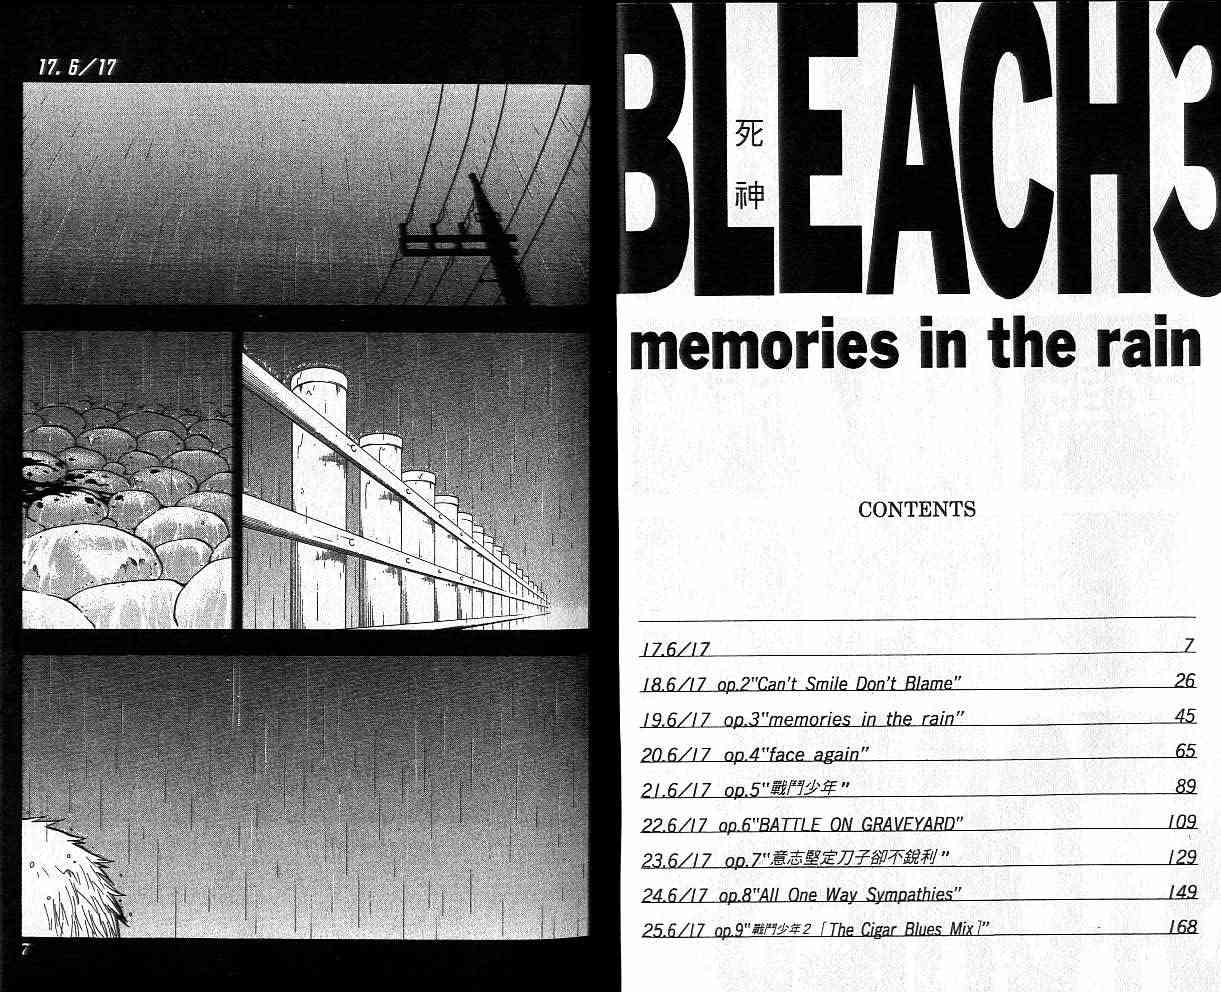 17. 6/17
7
BLEACH 3
死神
memories in the rain
CONTENTS
17.6/17 7
18.6/17 op.2"Can't Smile Don't Blame" 26
19.6/17 op.3"memories in the rain" 45
20.6/17 op.4"face again" 65
21.6/17 op.5"戰鬥少年" 89
22.6/17 op.6"BATTLE ON GRAVEYARD" 109
23.6/17 op.7"意志堅定刀子卻不銳利" 129
24.6/17 op.8"All One Way Sympathies" 149
25.6/17 op.9"戰鬥少年2「The Cigar Blues Mix」" 168